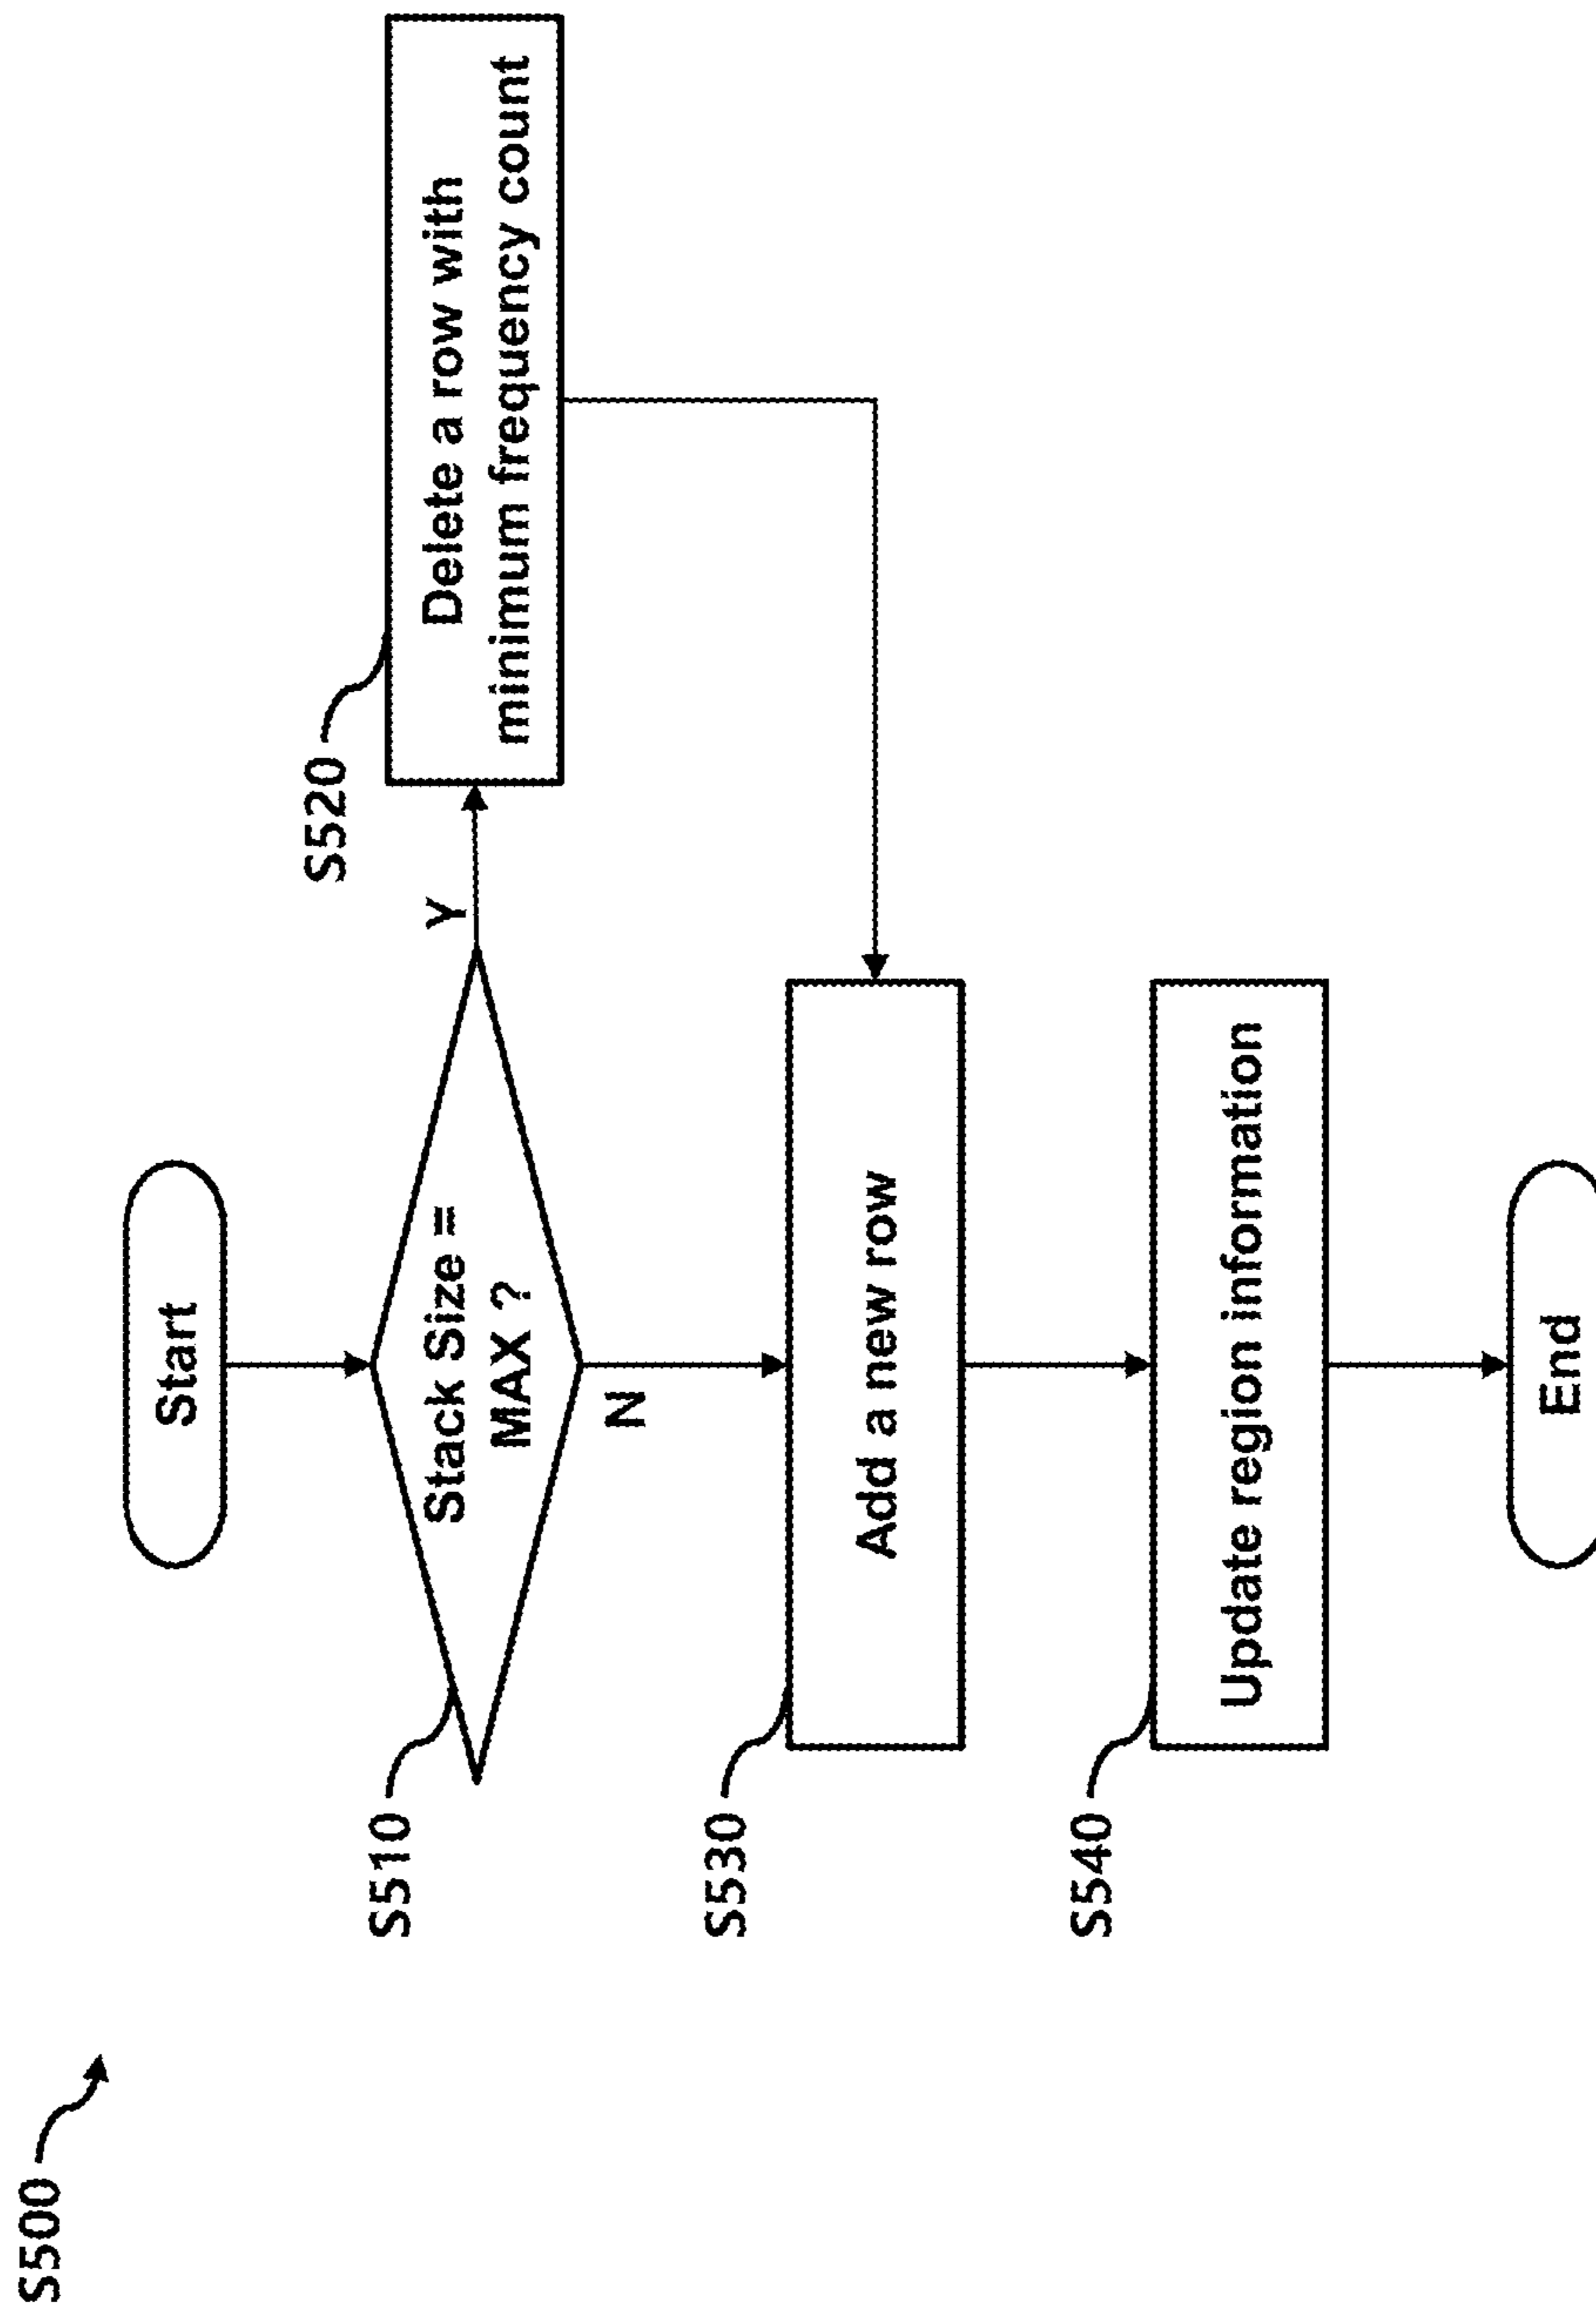 S500
Start
S510
Stack Size =
MAX ?
Y
S520
Delete a row with
minimum frequency count
N
S530
Add a new row
S540
Update region information
End